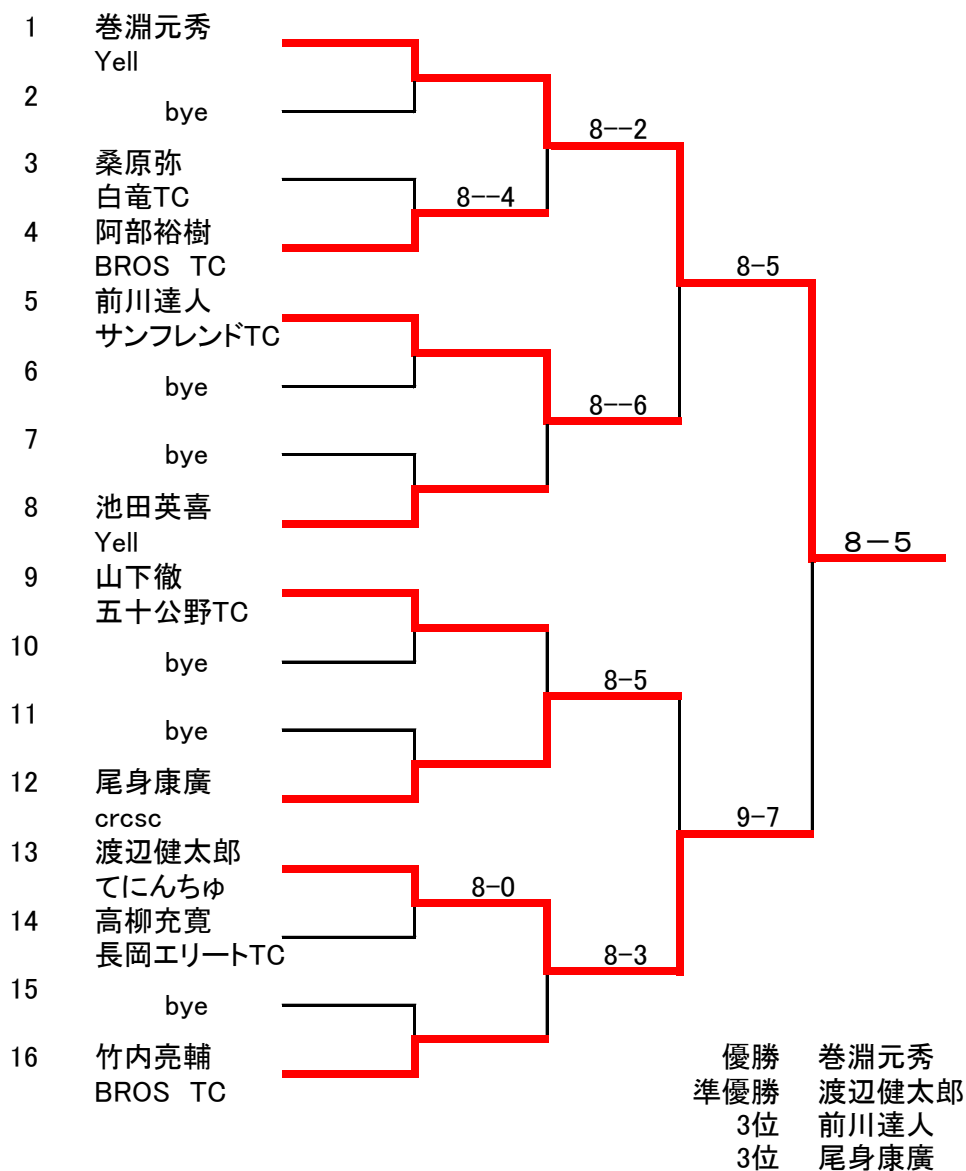 1 巻淵元秀
Yell
2 bye
8--2
3 桑原弥
白竜TC 8--4
4 阿部裕樹
BROS TC 8-5
5 前川達人
サンフレンドTC
6 bye
8--6
7 bye
8 池田英喜
Yell 8－5
9 山下徹
五十公野TC
10 bye
8-5
11 bye
12 尾身康廣
crcsc 9-7
13 渡辺健太郎
てにんちゅ 8-0
14 高柳充寛
長岡エリートTC 8-3
15 bye
16 竹内亮輔
BROS TC
優勝 巻淵元秀
準優勝 渡辺健太郎
3位 前川達人
3位 尾身康廣